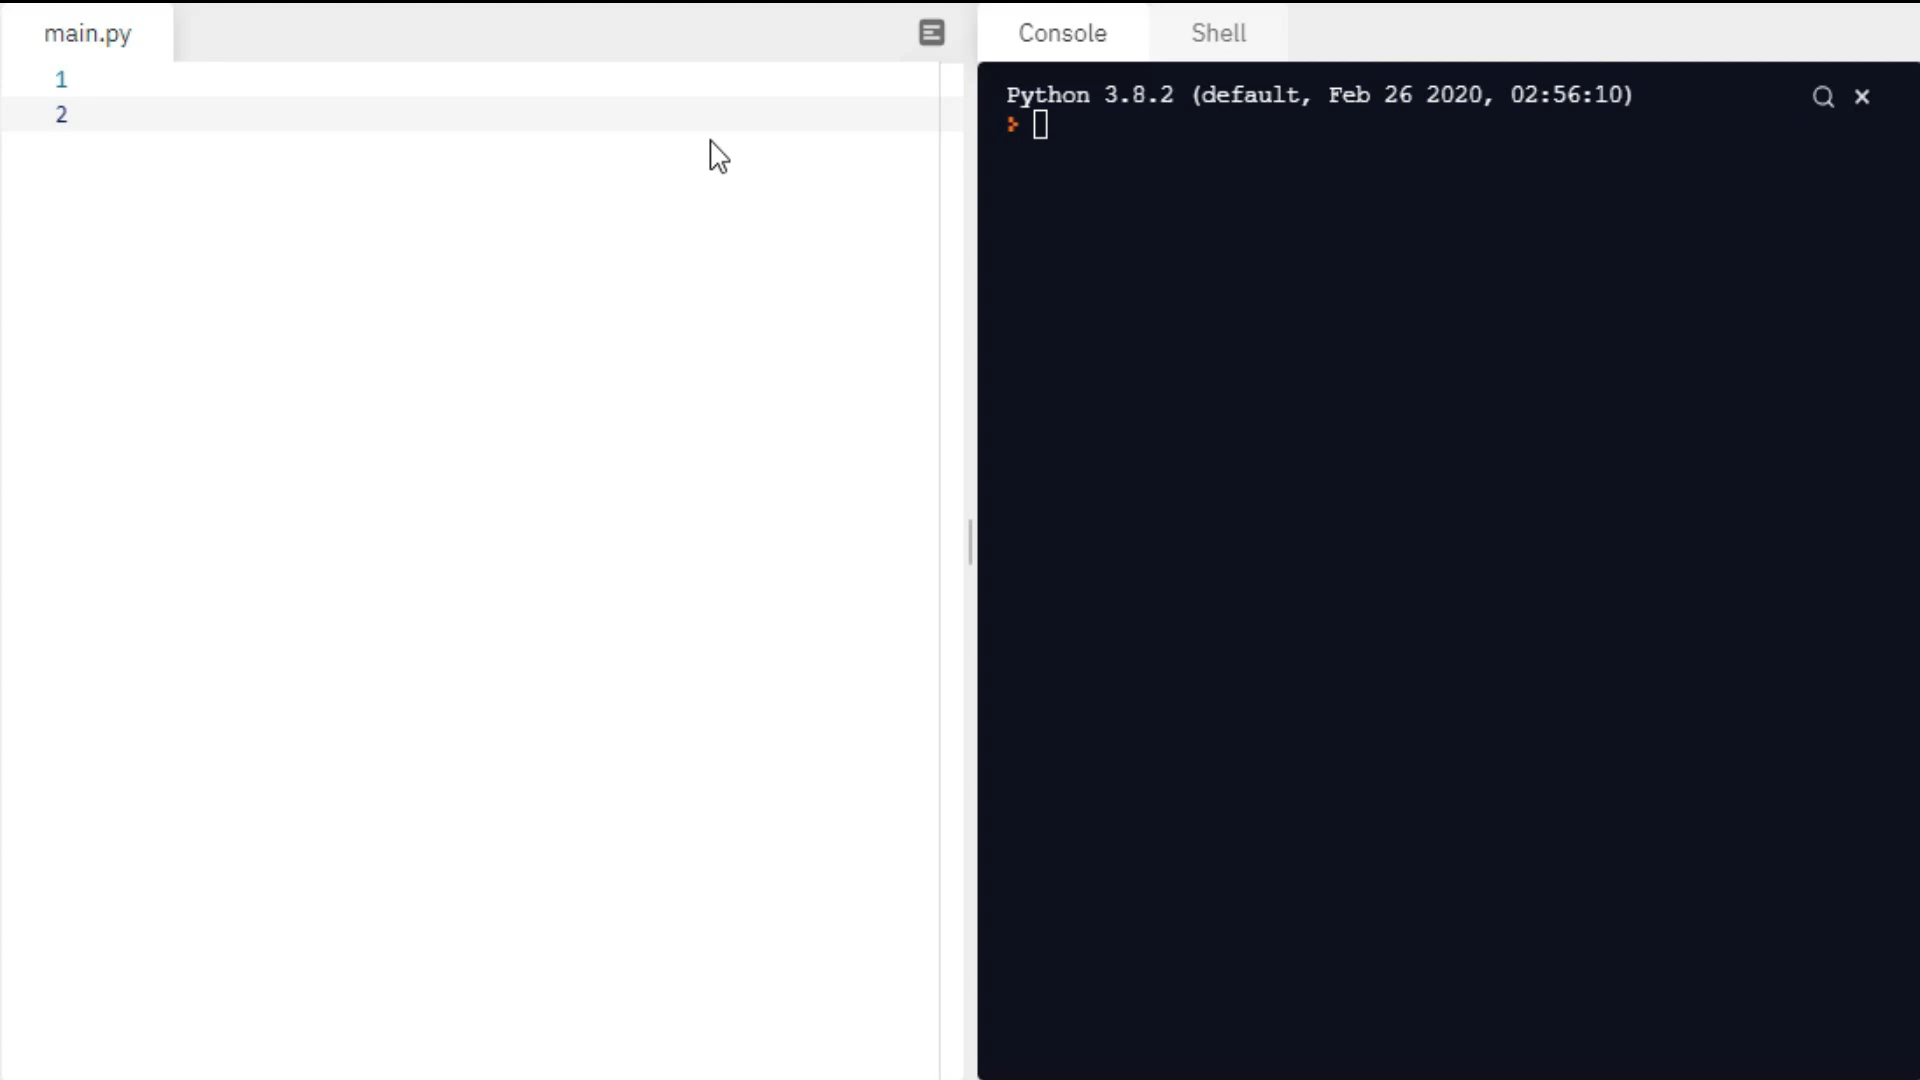 main.py
1
2
Console Shell
Python 3.8.2 (default, Feb 26 2020, 02:56:10)